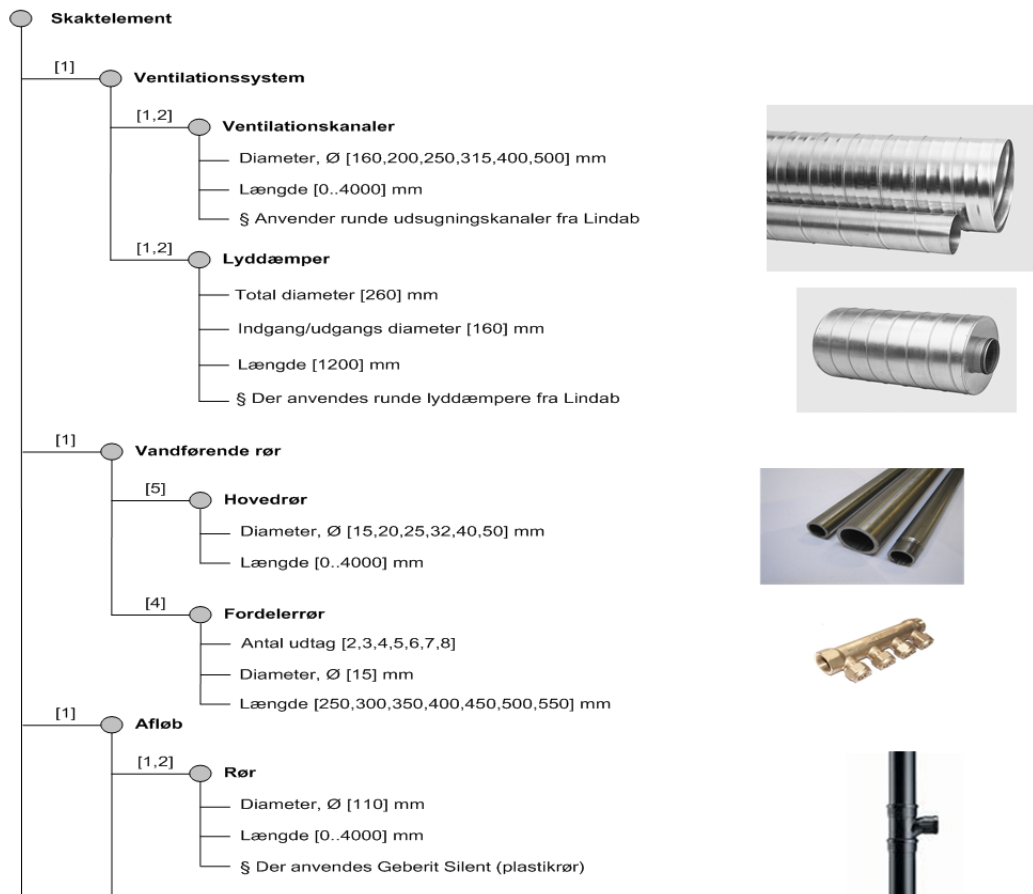 Skaktelement
[1]
Ventilationssystem
[1,2]
Ventilationskanaler
Diameter, Ø [160,200,250,315,400,500] mm
Længde [0..4000] mm
§ Anvender runde udsugningskanaler fra Lindab
[1,2]
Lyddæmper
Total diameter [260] mm
Indgang/udgangs diameter [160] mm
Længde [1200] mm
§ Der anvendes runde lyddæmpere fra Lindab
[1]
Vandførende rør
[5]
Hovedrør
Diameter, Ø [15,20,25,32,40,50] mm
Længde [0..4000] mm
[4]
Fordelerrør
Antal udtag [2,3,4,5,6,7,8]
Diameter, Ø [15] mm
Længde [250,300,350,400,450,500,550] mm
[1]
Afløb
[1,2]
Rør
Diameter, Ø [110] mm
Længde [0..4000] mm
§ Der anvendes Geberit Silent (plastikrør)